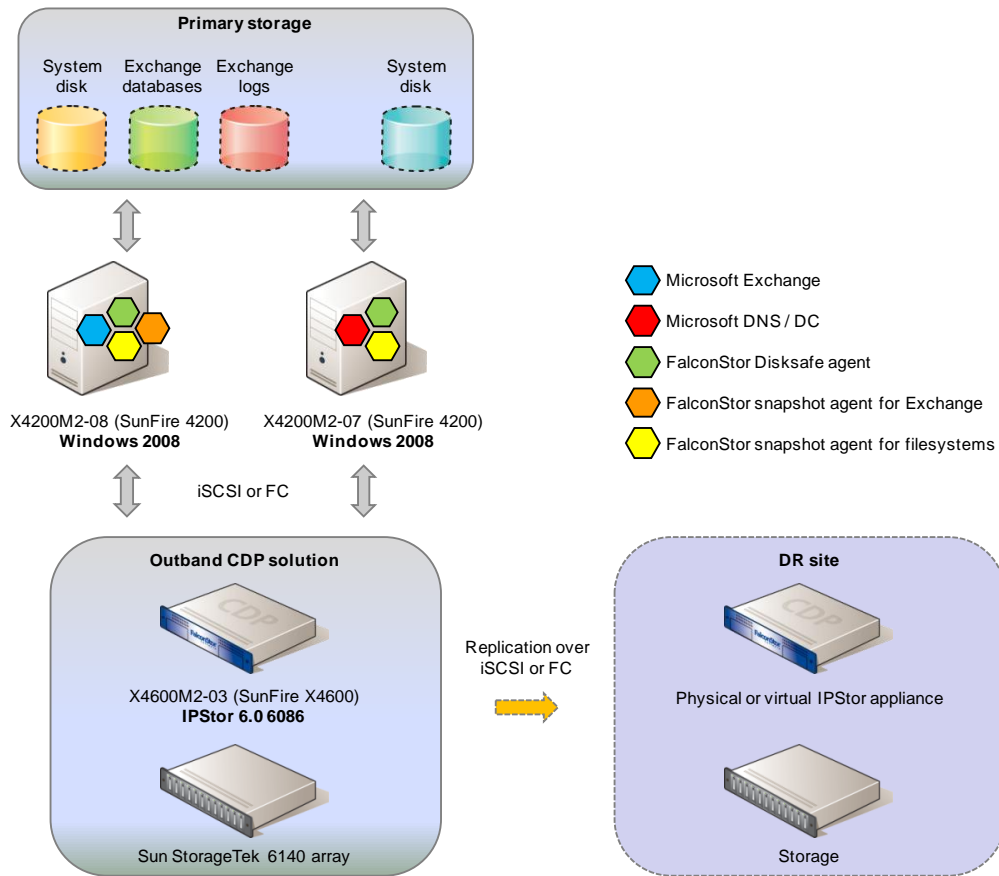 Primary storage
System
disk
Exchange
databases
Exchange
logs
System
disk
X4200M2-08 (SunFire 4200)
Windows 2008
X4200M2-07 (SunFire 4200)
Windows 2008
Microsoft Exchange
Microsoft DNS / DC
FalconStor Disksafe agent
FalconStor snapshot agent for Exchange
FalconStor snapshot agent for filesystems
iSCSI or FC
Outband CDP solution
CDP
FalconStor
X4600M2-03 (SunFire X4600)
IPStor 6.0 6086
Sun StorageTek 6140 array
Replication over
iSCSI or FC
DR site
CDP
FalconStor
Physical or virtual IPStor appliance
Storage